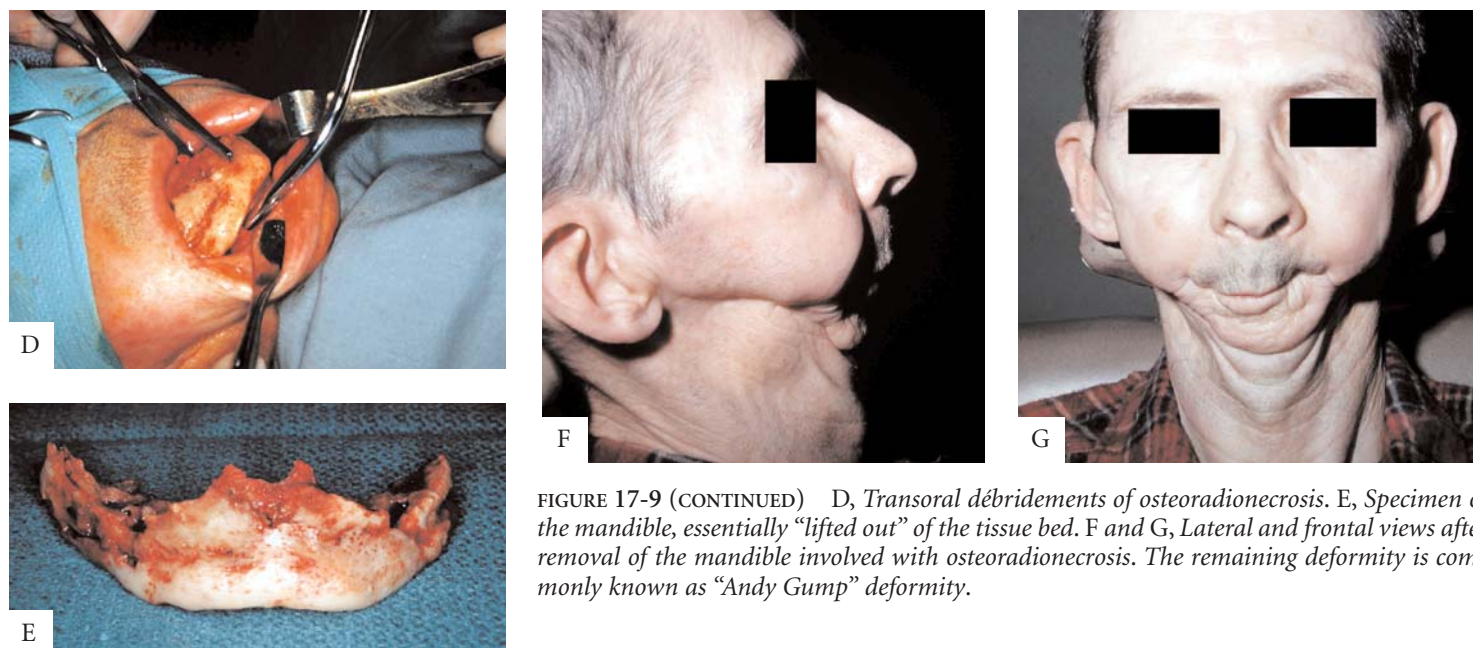 D
E
F
G
FIGURE 17-9 (CONTINUED) D, Transoral débridements of osteoradionecrosis. E, Specimen
the mandible, essentially “lifted out” of the tissue bed. F and G, Lateral and frontal views
removal of the mandible involved with osteoradionecrosis. The remaining deformity is com
monly known as “Andy Gump” deformity.